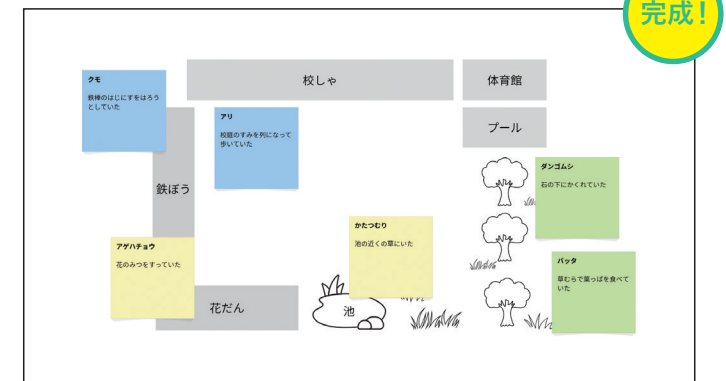 完成！
校しゃ
体育館
プール
クモ
鉄棒のはじにすをはろう
としていた
アリ
校庭のすみを列になって
歩いていた
鉄ぼう
ダンゴムシ
石の下にかくれていた
かたつむり
池の近くの草にいた
アゲハチョウ
花のみつをすっていた
バッタ
草むらで葉っぱを食べて
いた
花だん
池